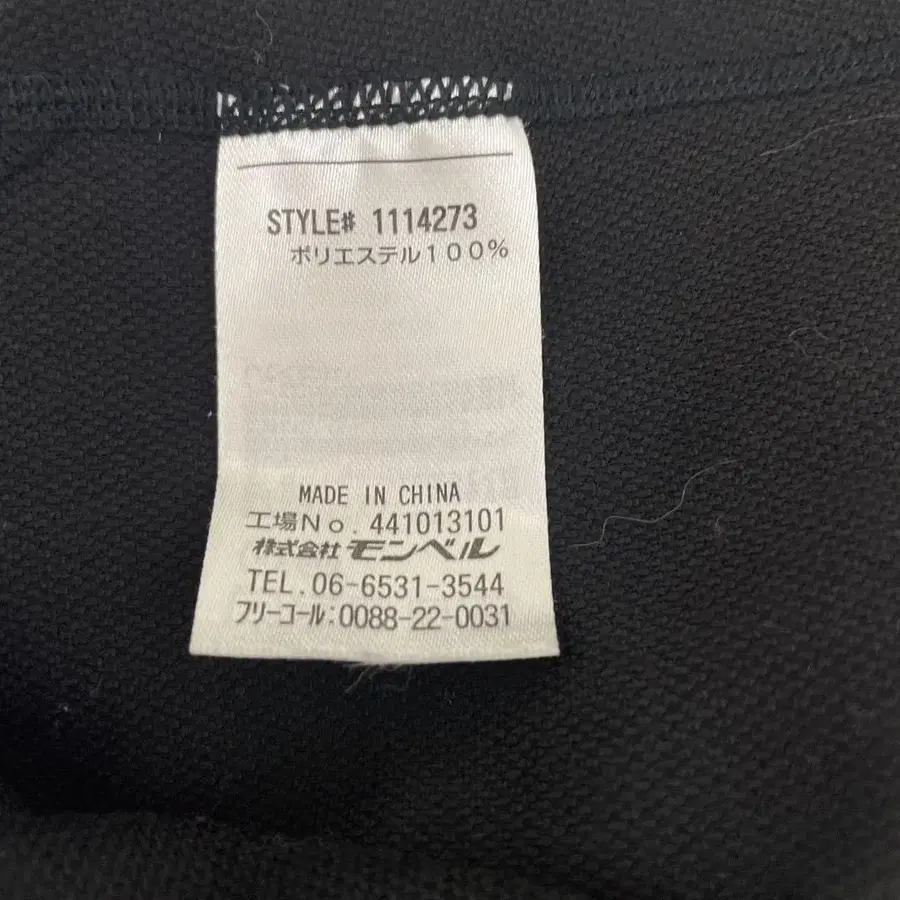 STYLE# 1114273
ポリエステル100%
MADE IN CHINA
工場No. 441013101
株式会社モンベル
TEL. 06-6531-3544
フリーコール:0088-22-0031